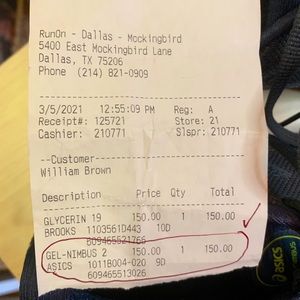 RunOn - Dallas - Mockingbird
5400 East Mockingbird Lane
Dallas, TX 75206
Phone (214) 821-0909
3/5/2021 12:55:09 PM Reg: A
Receipt#: 125721 Store: 21
Cashier: 210771 Slspr: 210771
--Customer--
William Brown
Description Price Qty Total
GLYCERIN 19 150.00 1 150.00
BROOKS 1103561D443 10D
609465521766
GEL-NIMBUS 2 150.00 1 150.00
ASICS 1011B004-020 9D
609465513026
asics